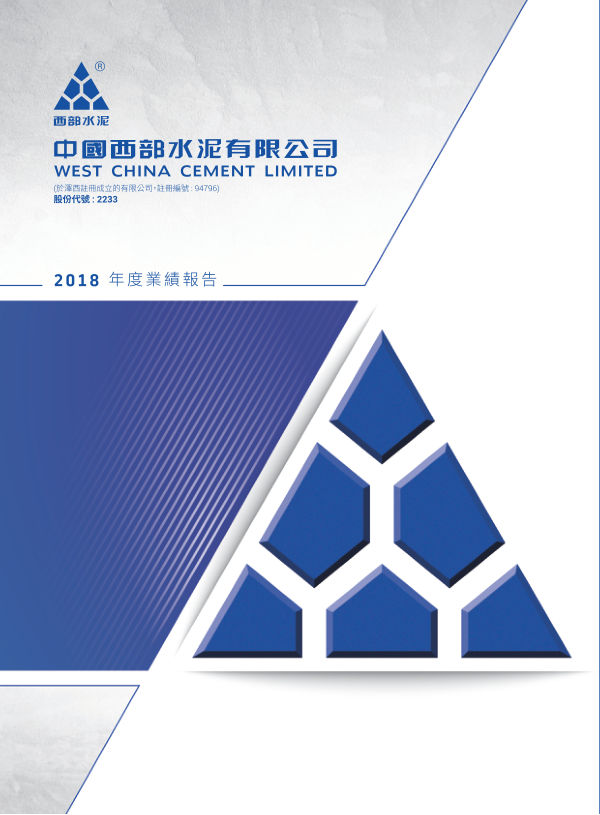 ®
西部水泥
中國西部水泥有限公司
WEST CHINA CEMENT LIMITED
(於澤西註冊成立的有限公司，註冊編號 : 94796)
股份代號 : 2233
2018 年度業績報告